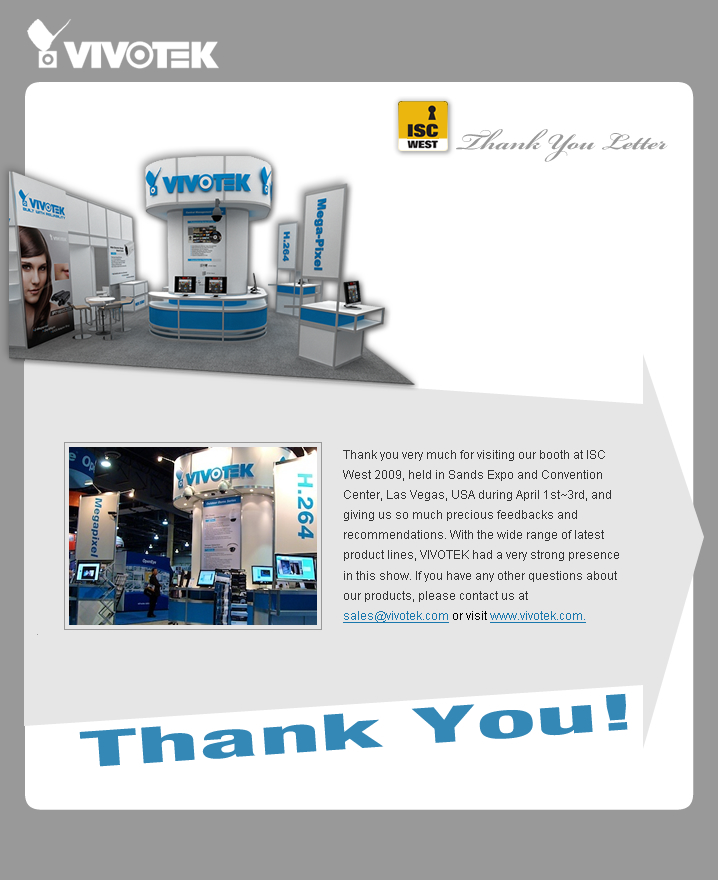 VIVOTEK
ISC
WEST
Thank You Letter
VIVOTEK
VIVOTEK
BUILT WITH RELIABILITY
H.264
Mega-Pixel
Thank you very much for visiting our booth at ISC
West 2009, held in Sands Expo and Convention
Center, Las Vegas, USA during April 1st~3rd, and
giving us so much precious feedbacks and
recommendations. With the wide range of latest
product lines, VIVOTEK had a very strong presence
in this show. If you have any other questions about
our products, please contact us at
sales@vivotek.com or visit www.vivotek.com.
VIVOTEK
Megapixel
H.264
OpenEye
Thank You!